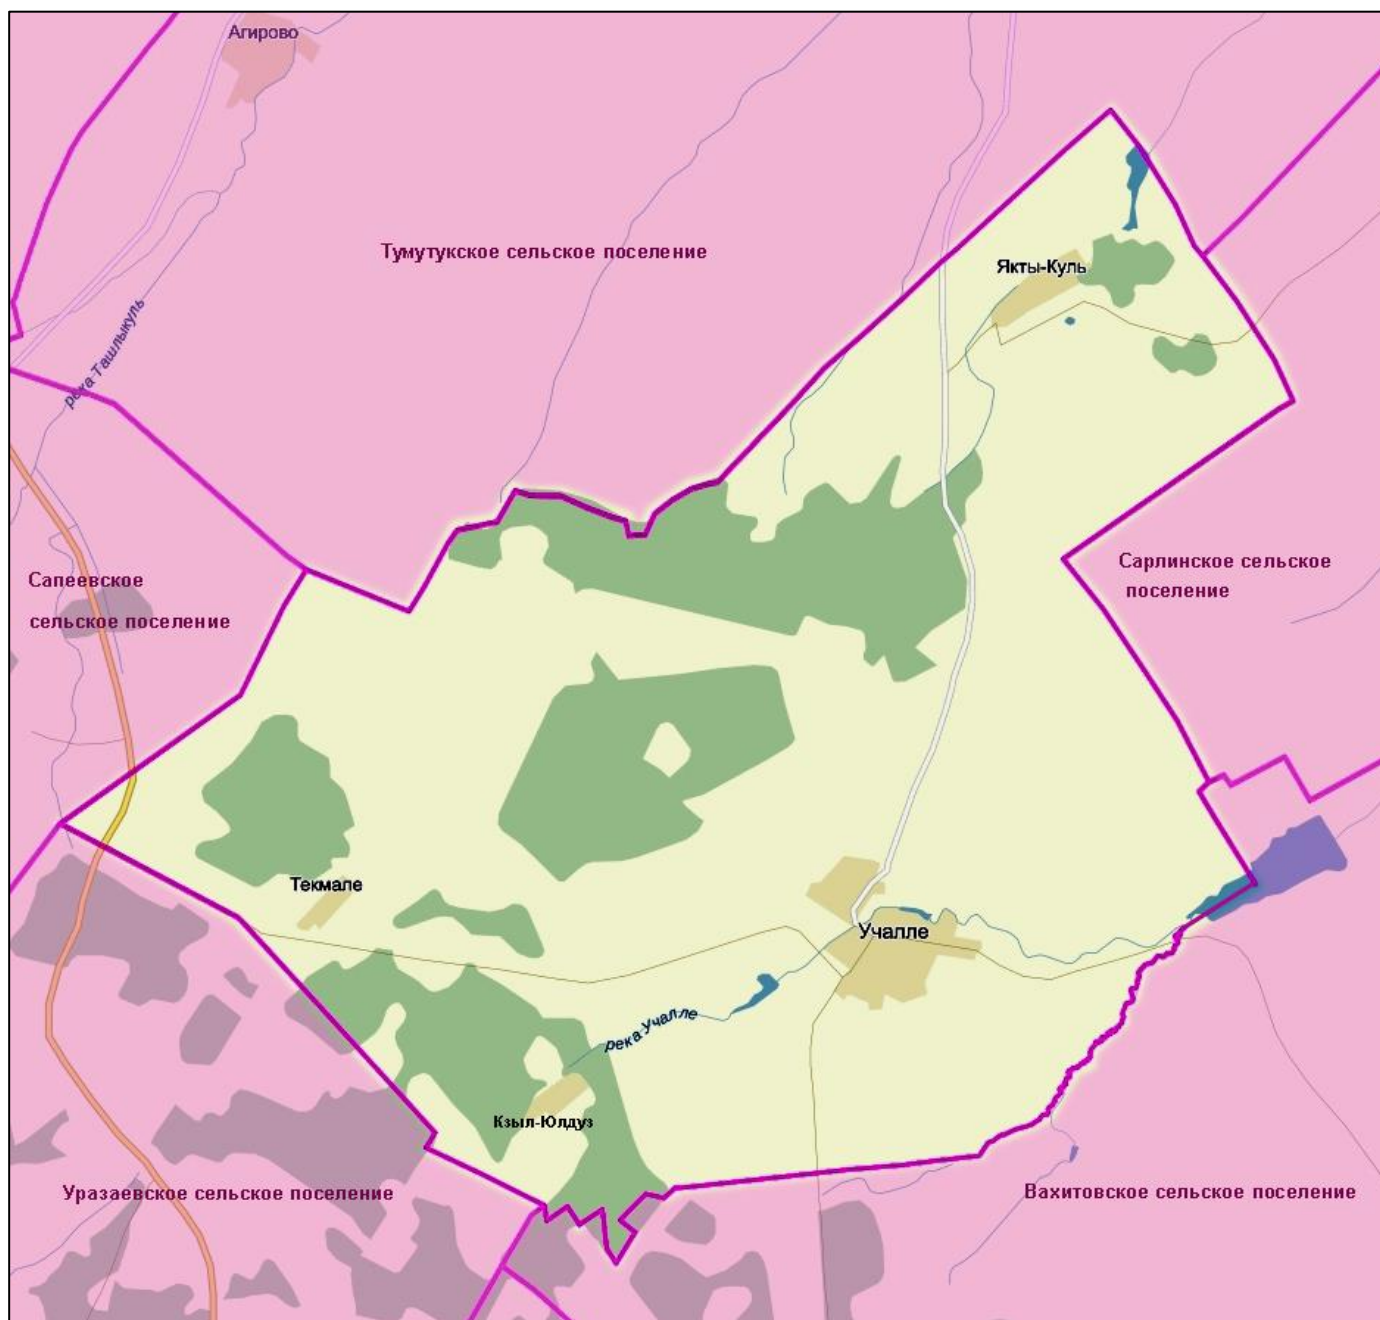 Агирово
Тумутукское сельское поселение
Якты-Куль
река Ташлыкуль
Сапеевское
сельское поселение
Сарлинское сельское
поселение
Текмале
Учалле
река Учалле
Кзыл-Юлдуз
Уразаевское сельское поселение
Вахитовское сельское поселение